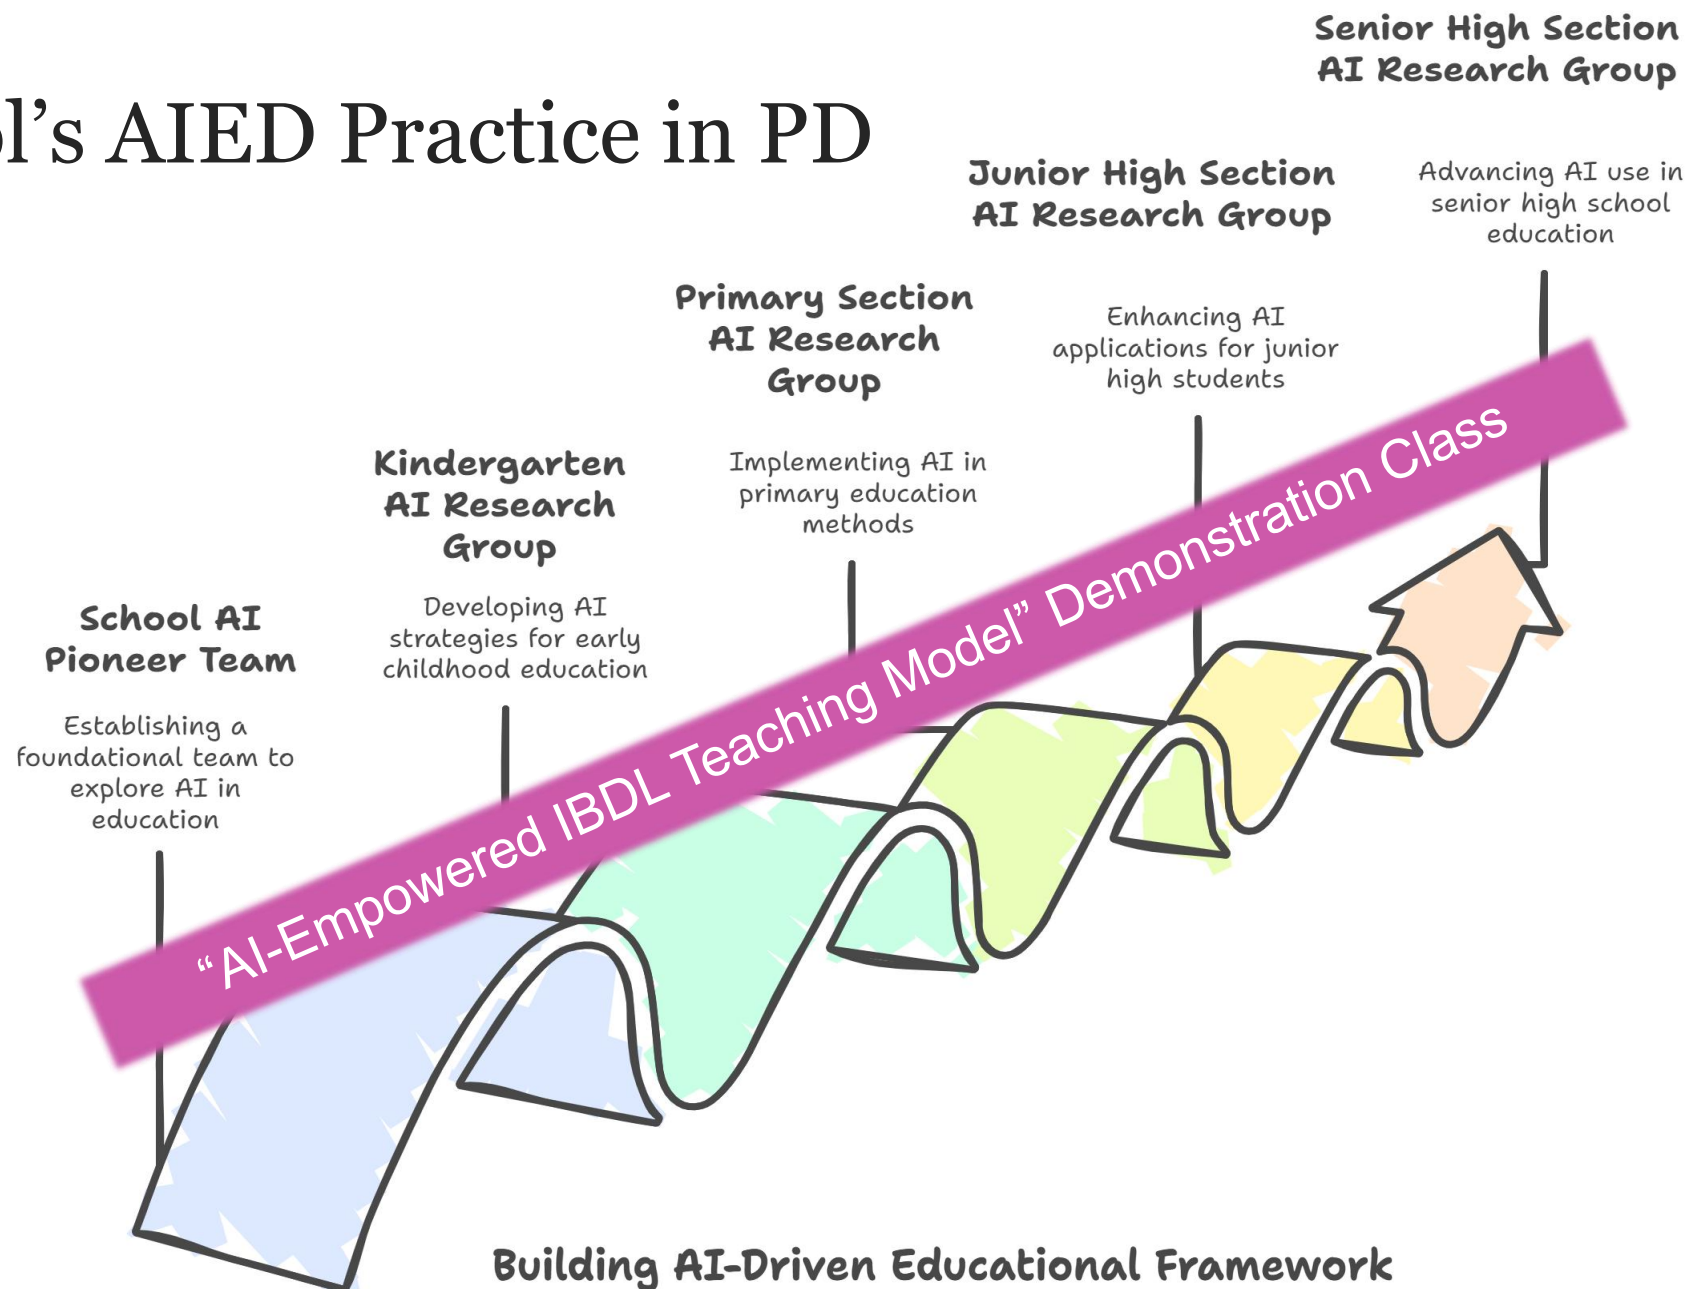 Senior High Section
AI Research Group
l’s AIED Practice in PD
Junior High Section
AI Research Group
Advancing AI use in
senior high school
education
Primary Section
AI Research
Group
Enhancing AI
applications for junior
high students
Kindergarten
AI Research
Group
Implementing AI in
primary education
methods
School AI
Pioneer Team
Developing AI
strategies for early
childhood education
Establishing a
foundational team to
explore AI in
education
“AI-Empowered IBDL Teaching Model” Demonstration Class
Building AI-Driven Educational Framework